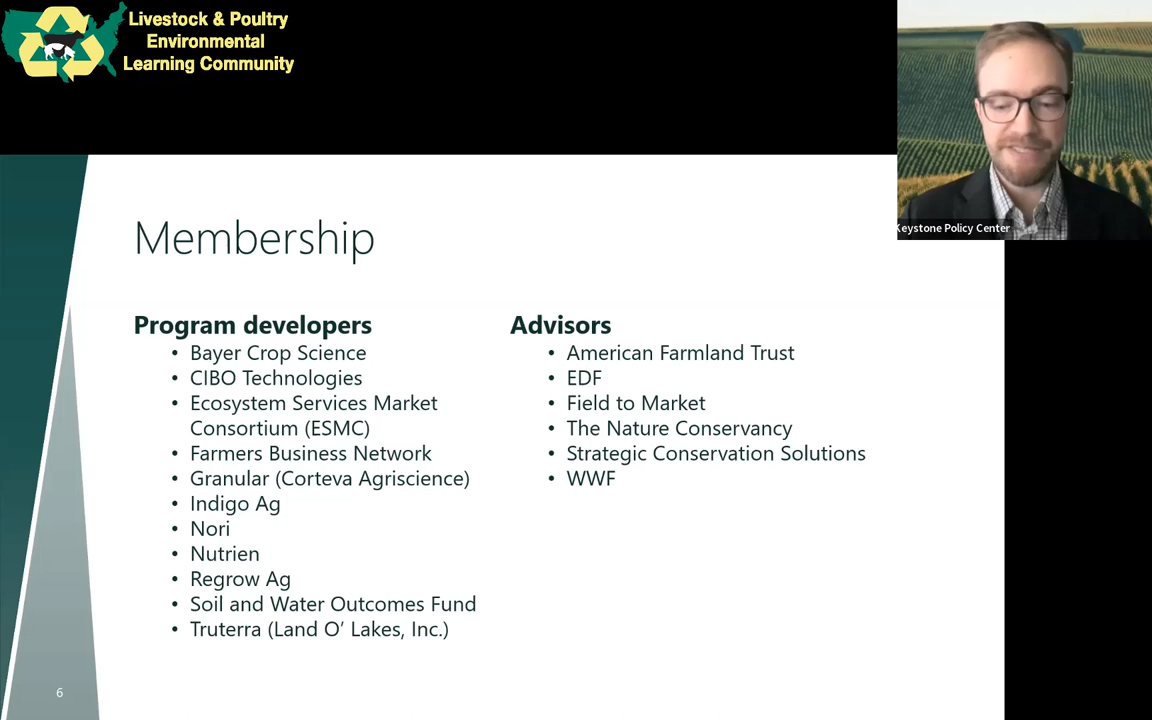 Livestock & Poultry
Environmental
Learning Community
Keystone Policy Center
Membership
Program developers
• Bayer Crop Science
• CIBO Technologies
• Ecosystem Services Market
Consortium (ESMC)
• Farmers Business Network
• Granular (Corteva Agriscience)
• Indigo Ag
• Nori
• Nutrien
• Regrow Ag
• Soil and Water Outcomes Fund
• Truterra (Land O’ Lakes, Inc.)
Advisors
• American Farmland Trust
• EDF
• Field to Market
• The Nature Conservancy
• Strategic Conservation Solutions
• WWF
6